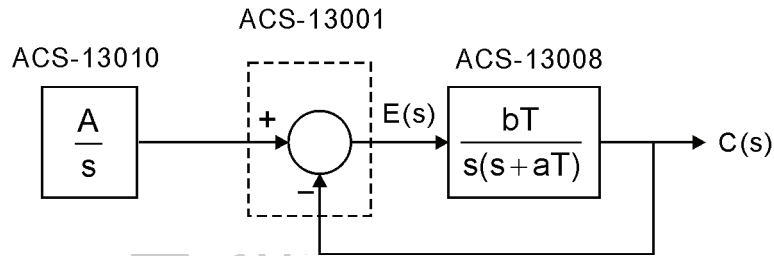 ACS-13001
ACS-13010
ACS-13008
A
s
+
−
E(s)
bT
s(s+aT)
C(s)